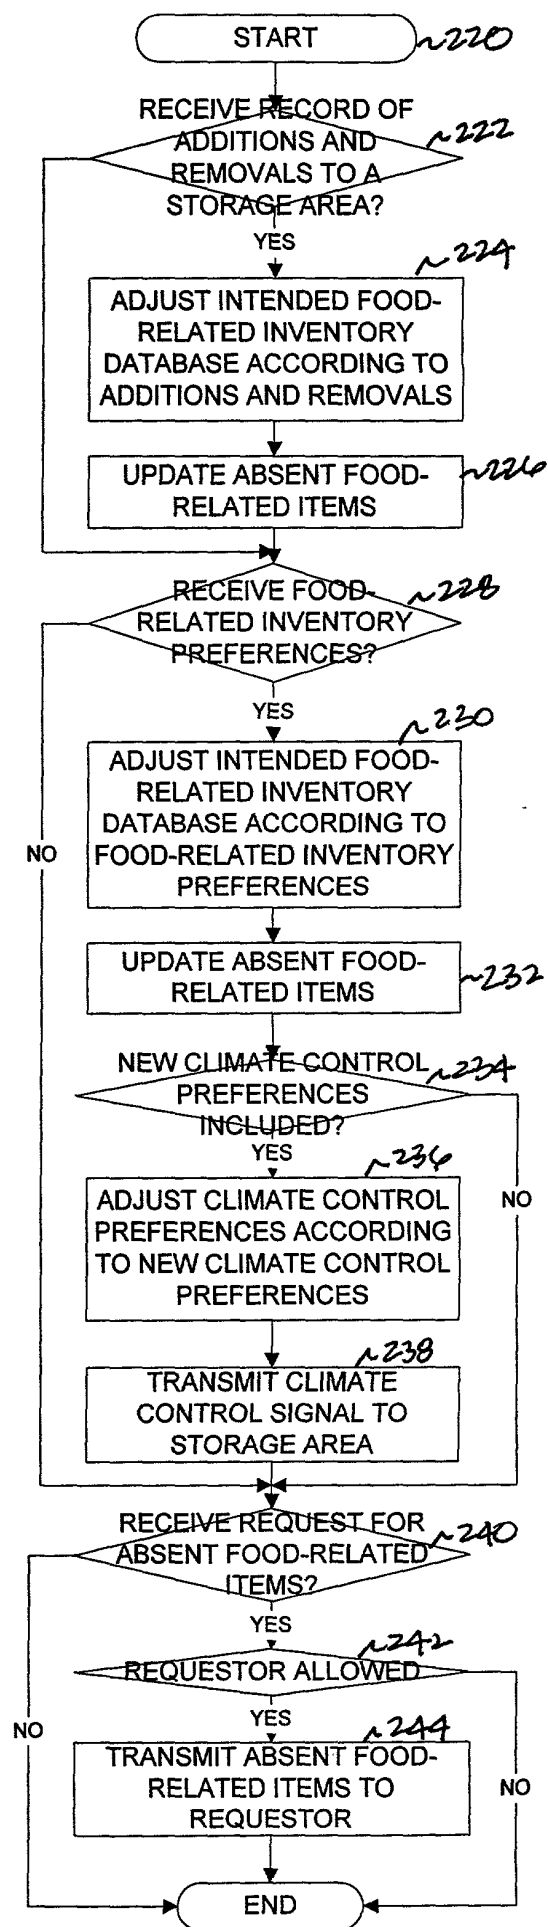 START
~220
RECEIVE RECORD OF
ADDITIONS AND
REMOVALS TO A
STORAGE AREA?
~222
YES
~224
ADJUST INTENDED FOOD-
RELATED INVENTORY
DATABASE ACCORDING TO
ADDITIONS AND REMOVALS
UPDATE ABSENT FOOD-
RELATED ITEMS
~226
RECEIVE FOOD-
RELATED INVENTORY
PREFERENCES?
~228
YES
~230
ADJUST INTENDED FOOD-
RELATED INVENTORY
DATABASE ACCORDING TO
FOOD-RELATED INVENTORY
PREFERENCES
NO
UPDATE ABSENT FOOD-
RELATED ITEMS
~232
NEW CLIMATE CONTROL
PREFERENCES
INCLUDED?
~234
YES
~236
ADJUST CLIMATE CONTROL
PREFERENCES ACCORDING
TO NEW CLIMATE CONTROL
PREFERENCES
NO
~238
TRANSMIT CLIMATE
CONTROL SIGNAL TO
STORAGE AREA
RECEIVE REQUEST FOR
ABSENT FOOD-RELATED
ITEMS?
~240
YES
~242
REQUESTOR ALLOWED
YES
~244
NO
TRANSMIT ABSENT FOOD-
RELATED ITEMS TO
REQUESTOR
NO
END